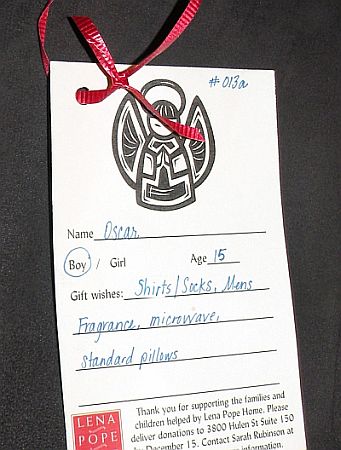 # 013a
Name Oscar
Boy / Girl Age 15
Gift wishes: Shirts/Socks, Mens
Fragrance, microwave,
standard pillows
LENA
POPE
Thank you for supporting the families and
children helped by Lena Pope Home. Please
deliver donations to 3800 Hulen St Suite 150
by December 15. Contact Sarah Rubinson at
information.